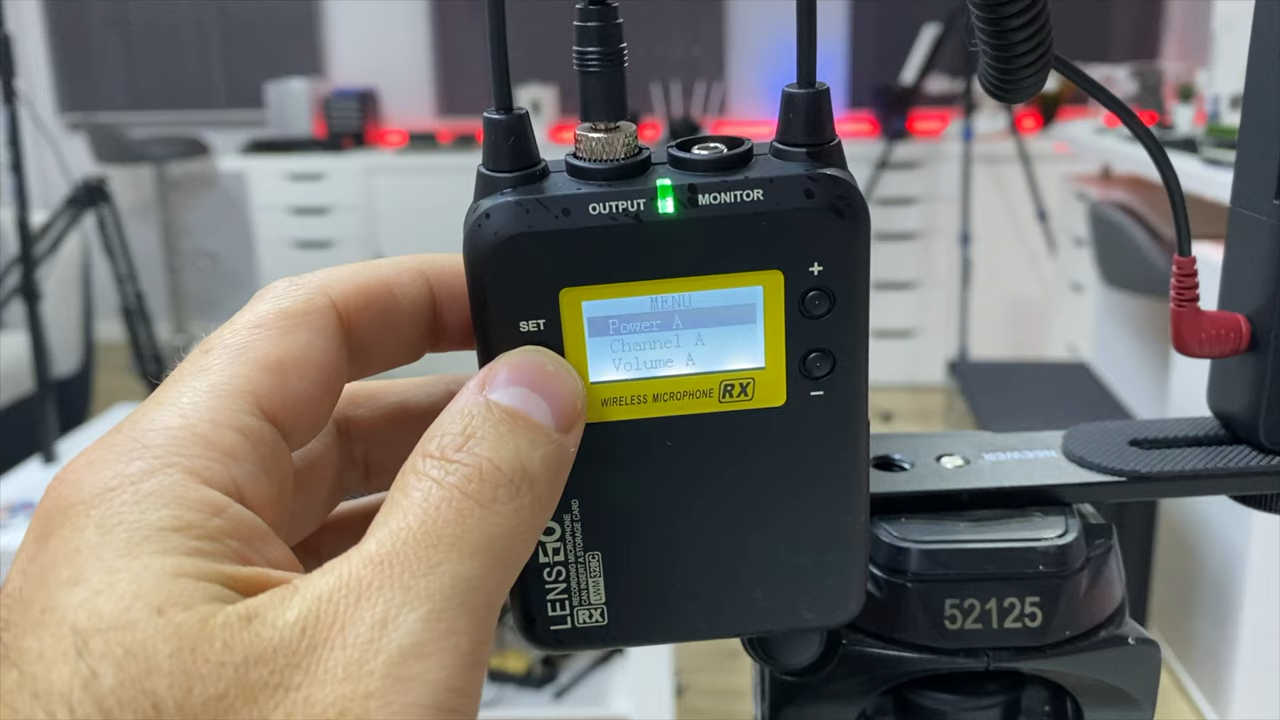 OUTPUT MONITOR
+
SET
MENU
Power A
Channel A
Volume A
−
WIRELESS MICROPHONE RX
LENSGO
RECORDING MICROPHONE
CAN INSERT A STORAGE CARD
RX LWM-328C
NEEWER
52125